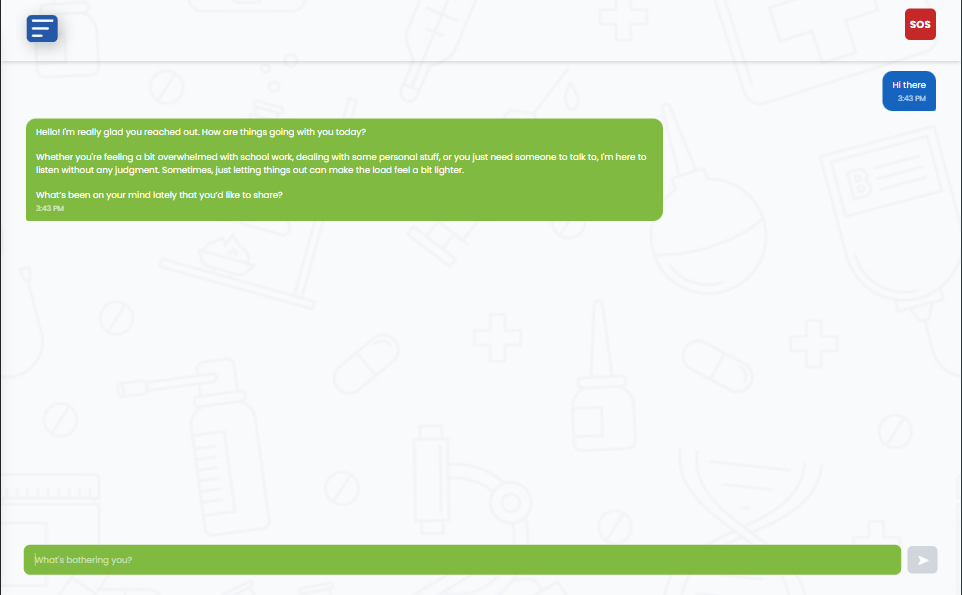 SOS
Hi there
3:43 PM
Hello! I'm really glad you reached out. How are things going with you today?
Whether you're feeling a bit overwhelmed with school work, dealing with some personal stuff, or you just need someone to talk to, I'm here to
listen without any judgment. Sometimes, just letting things out can make the load feel a bit lighter.
What's been on your mind lately that you'd like to share?
3:43 PM
B
What's bothering you?